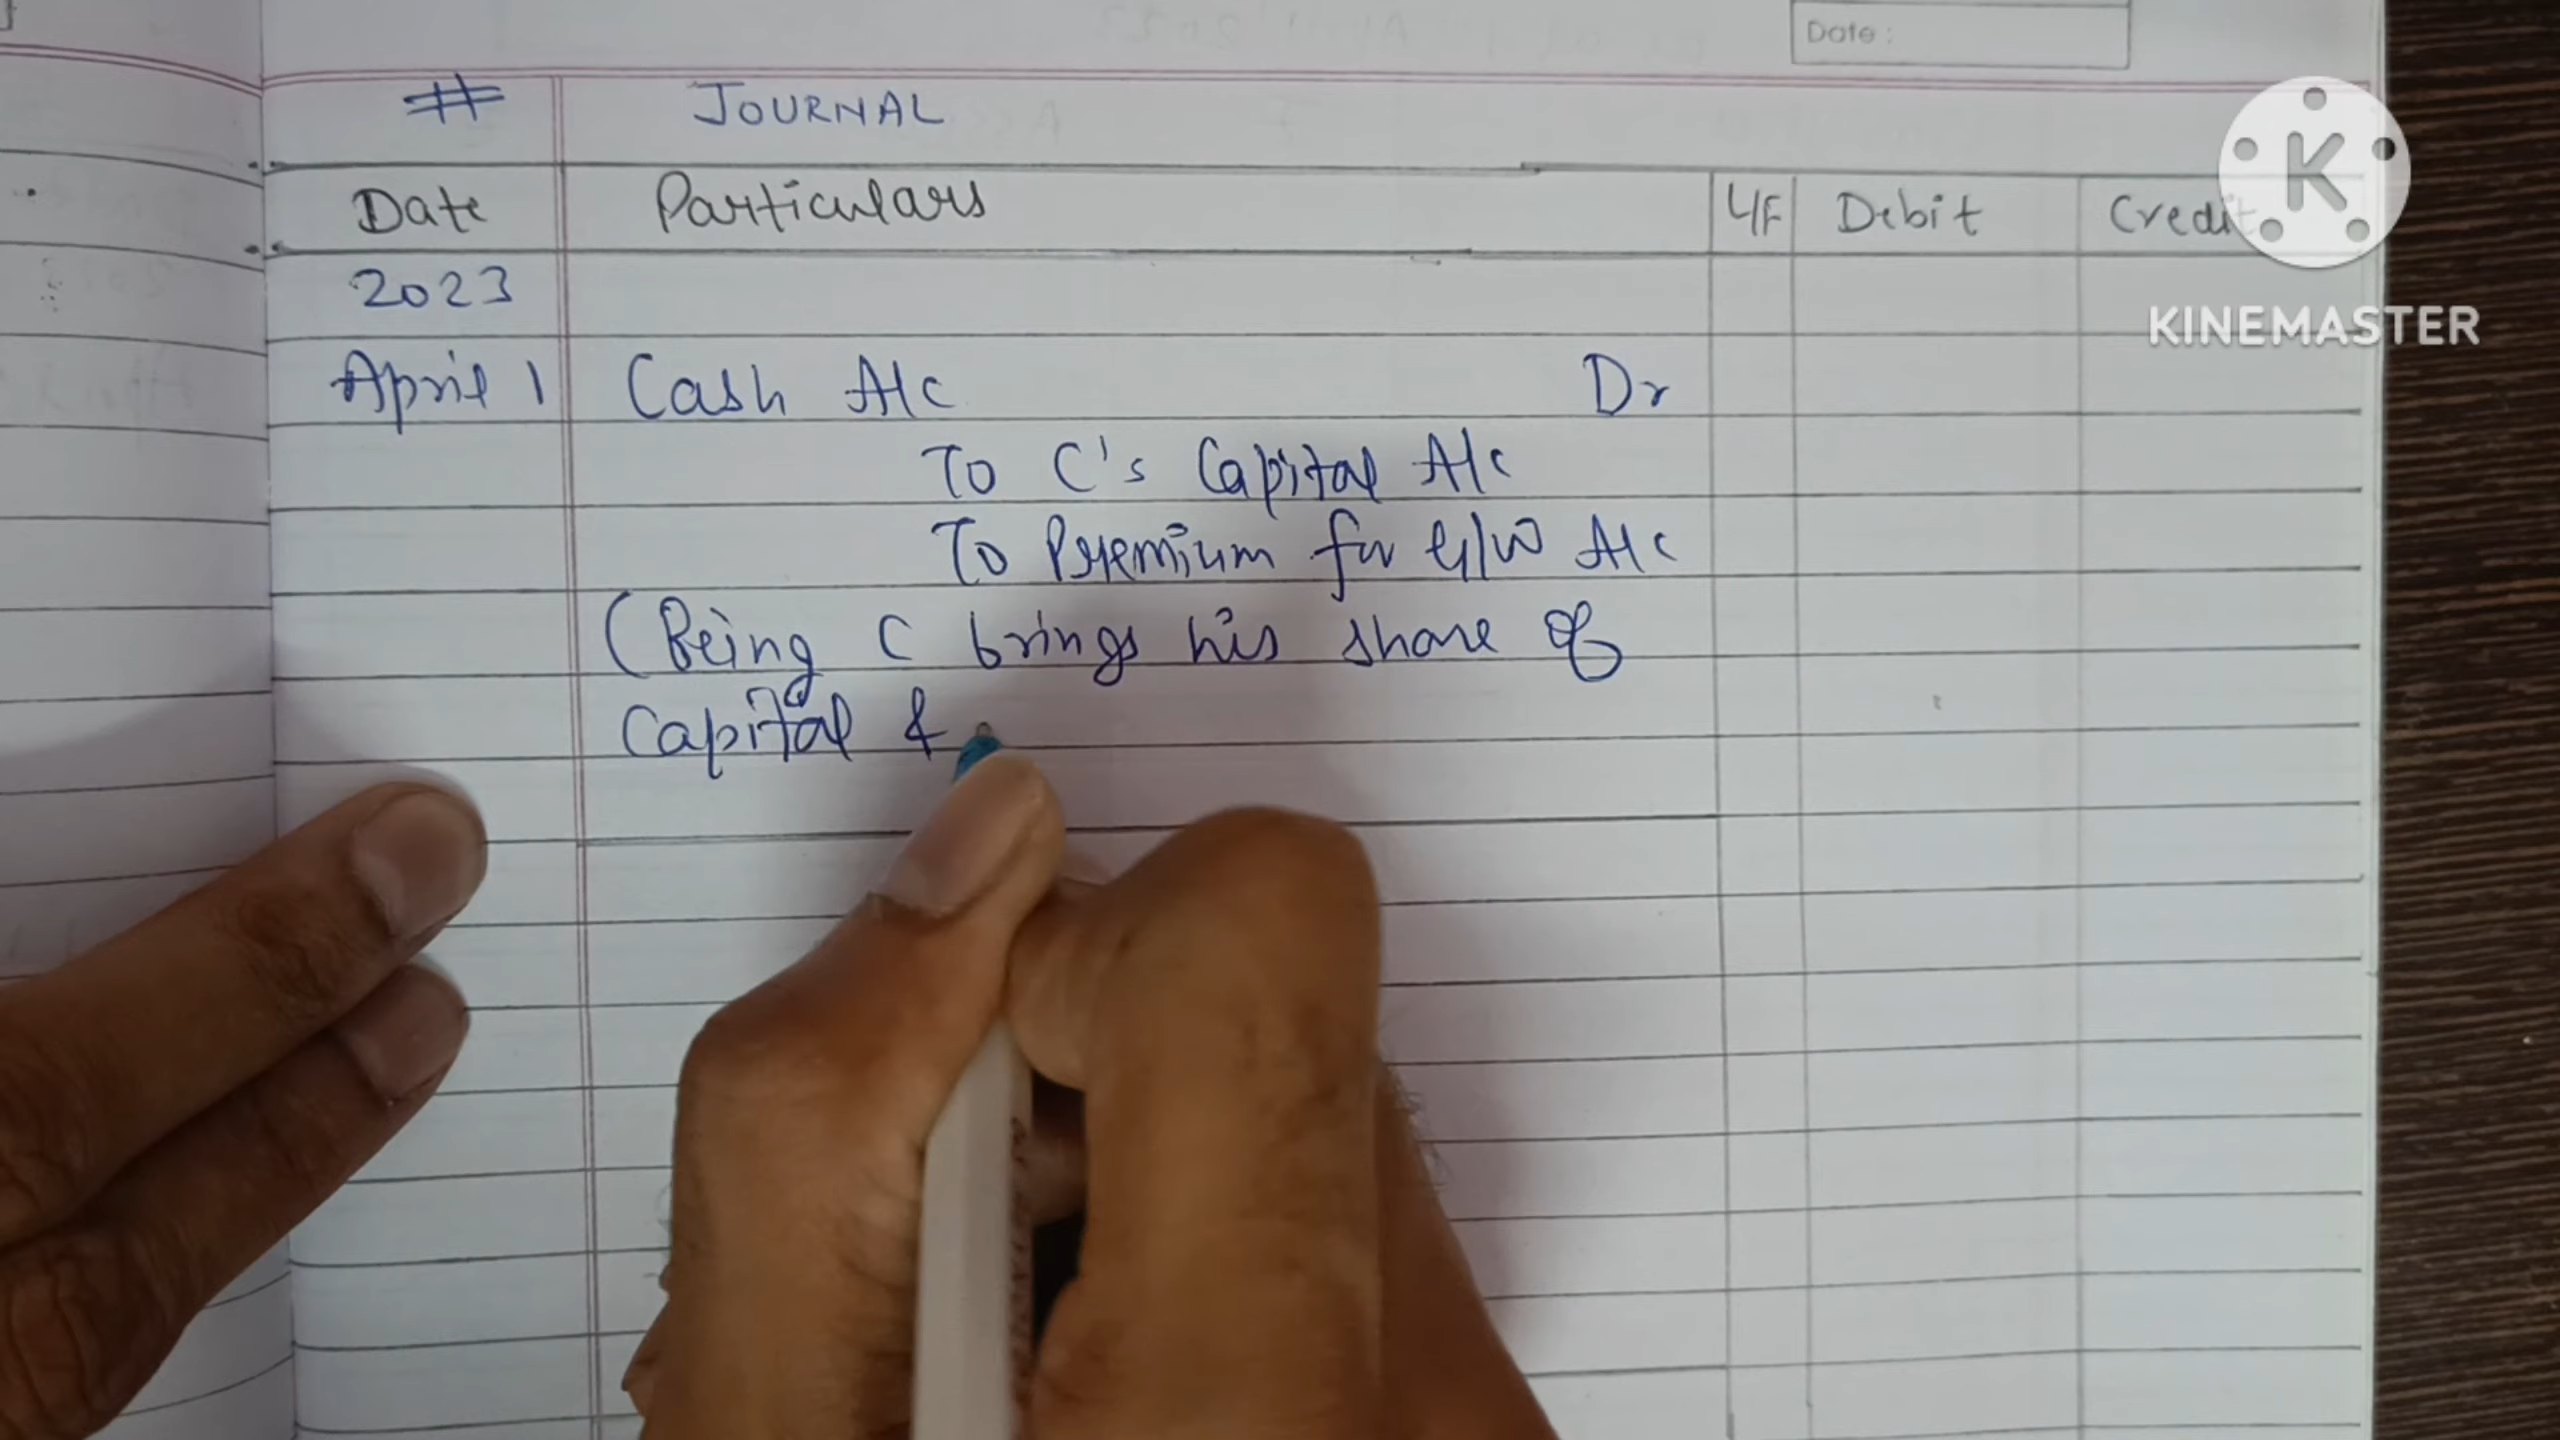 Date :
# JOURNAL
Date Particulars L/F Debit Credit
2023
April 1 Cash A/c Dr
To C's Capital A/c
To Premium for G/W A/c
(Being C brings his share of
Capital &
K
KINEMASTER